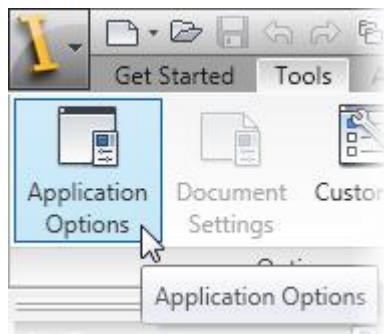 Get Started Tools
Application Document Custo
Options Settings
Application Options